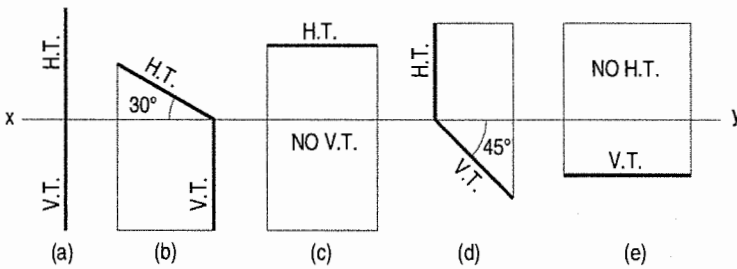 H.T.
H.T.
30°
V.T.
V.T.
H.T.
NO V.T.
H.T.
45°
V.T.
NO H.T.
V.T.
x
y
(a)
(b)
(c)
(d)
(e)